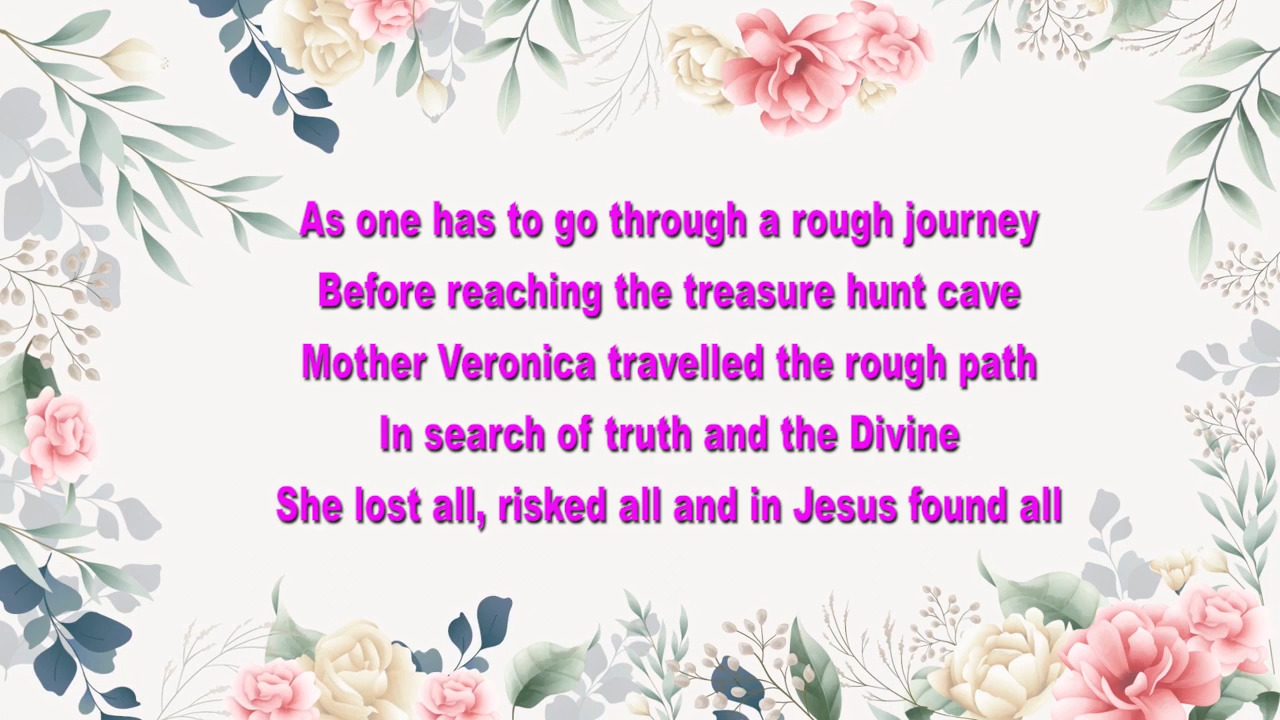 As one has to go through a rough journey
Before reaching the treasure hunt cave
Mother Veronica travelled the rough path
In search of truth and the Divine
She lost all, risked all and in Jesus found all